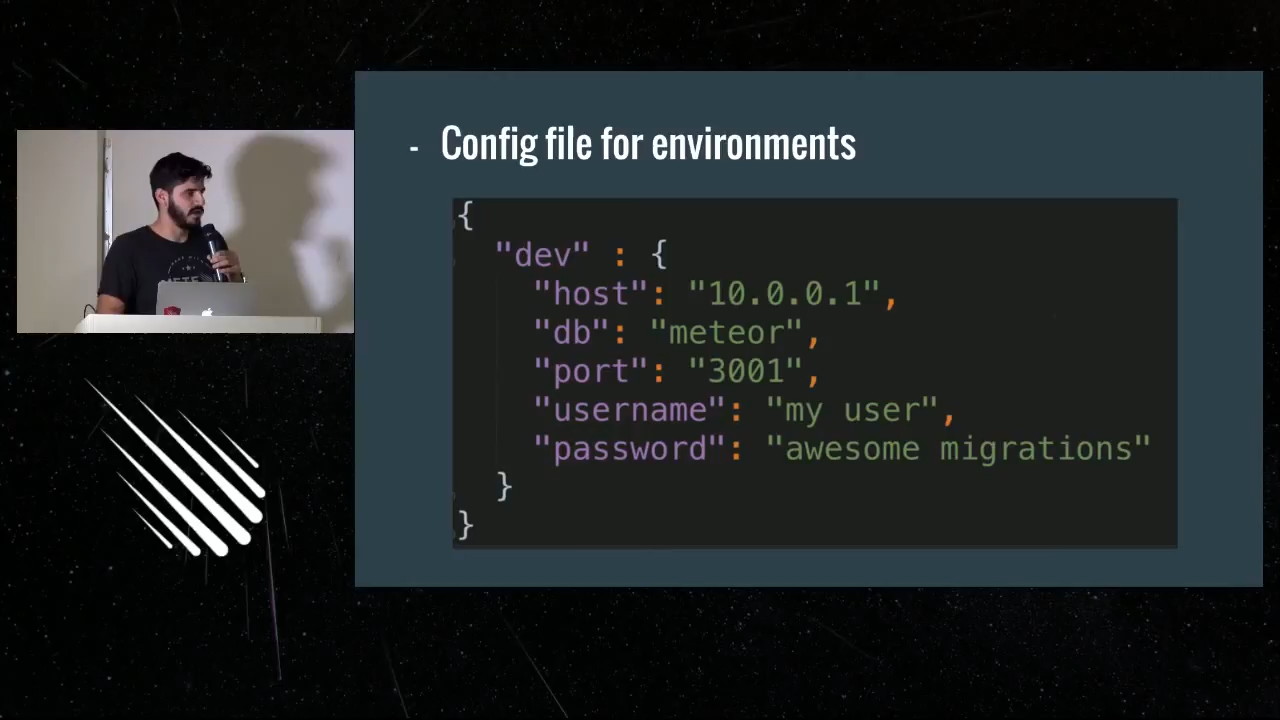 - Config file for environments
{
"dev" : {
"host": "10.0.0.1",
"db": "meteor",
"port": "3001",
"username": "my user",
"password": "awesome migrations"
}
}